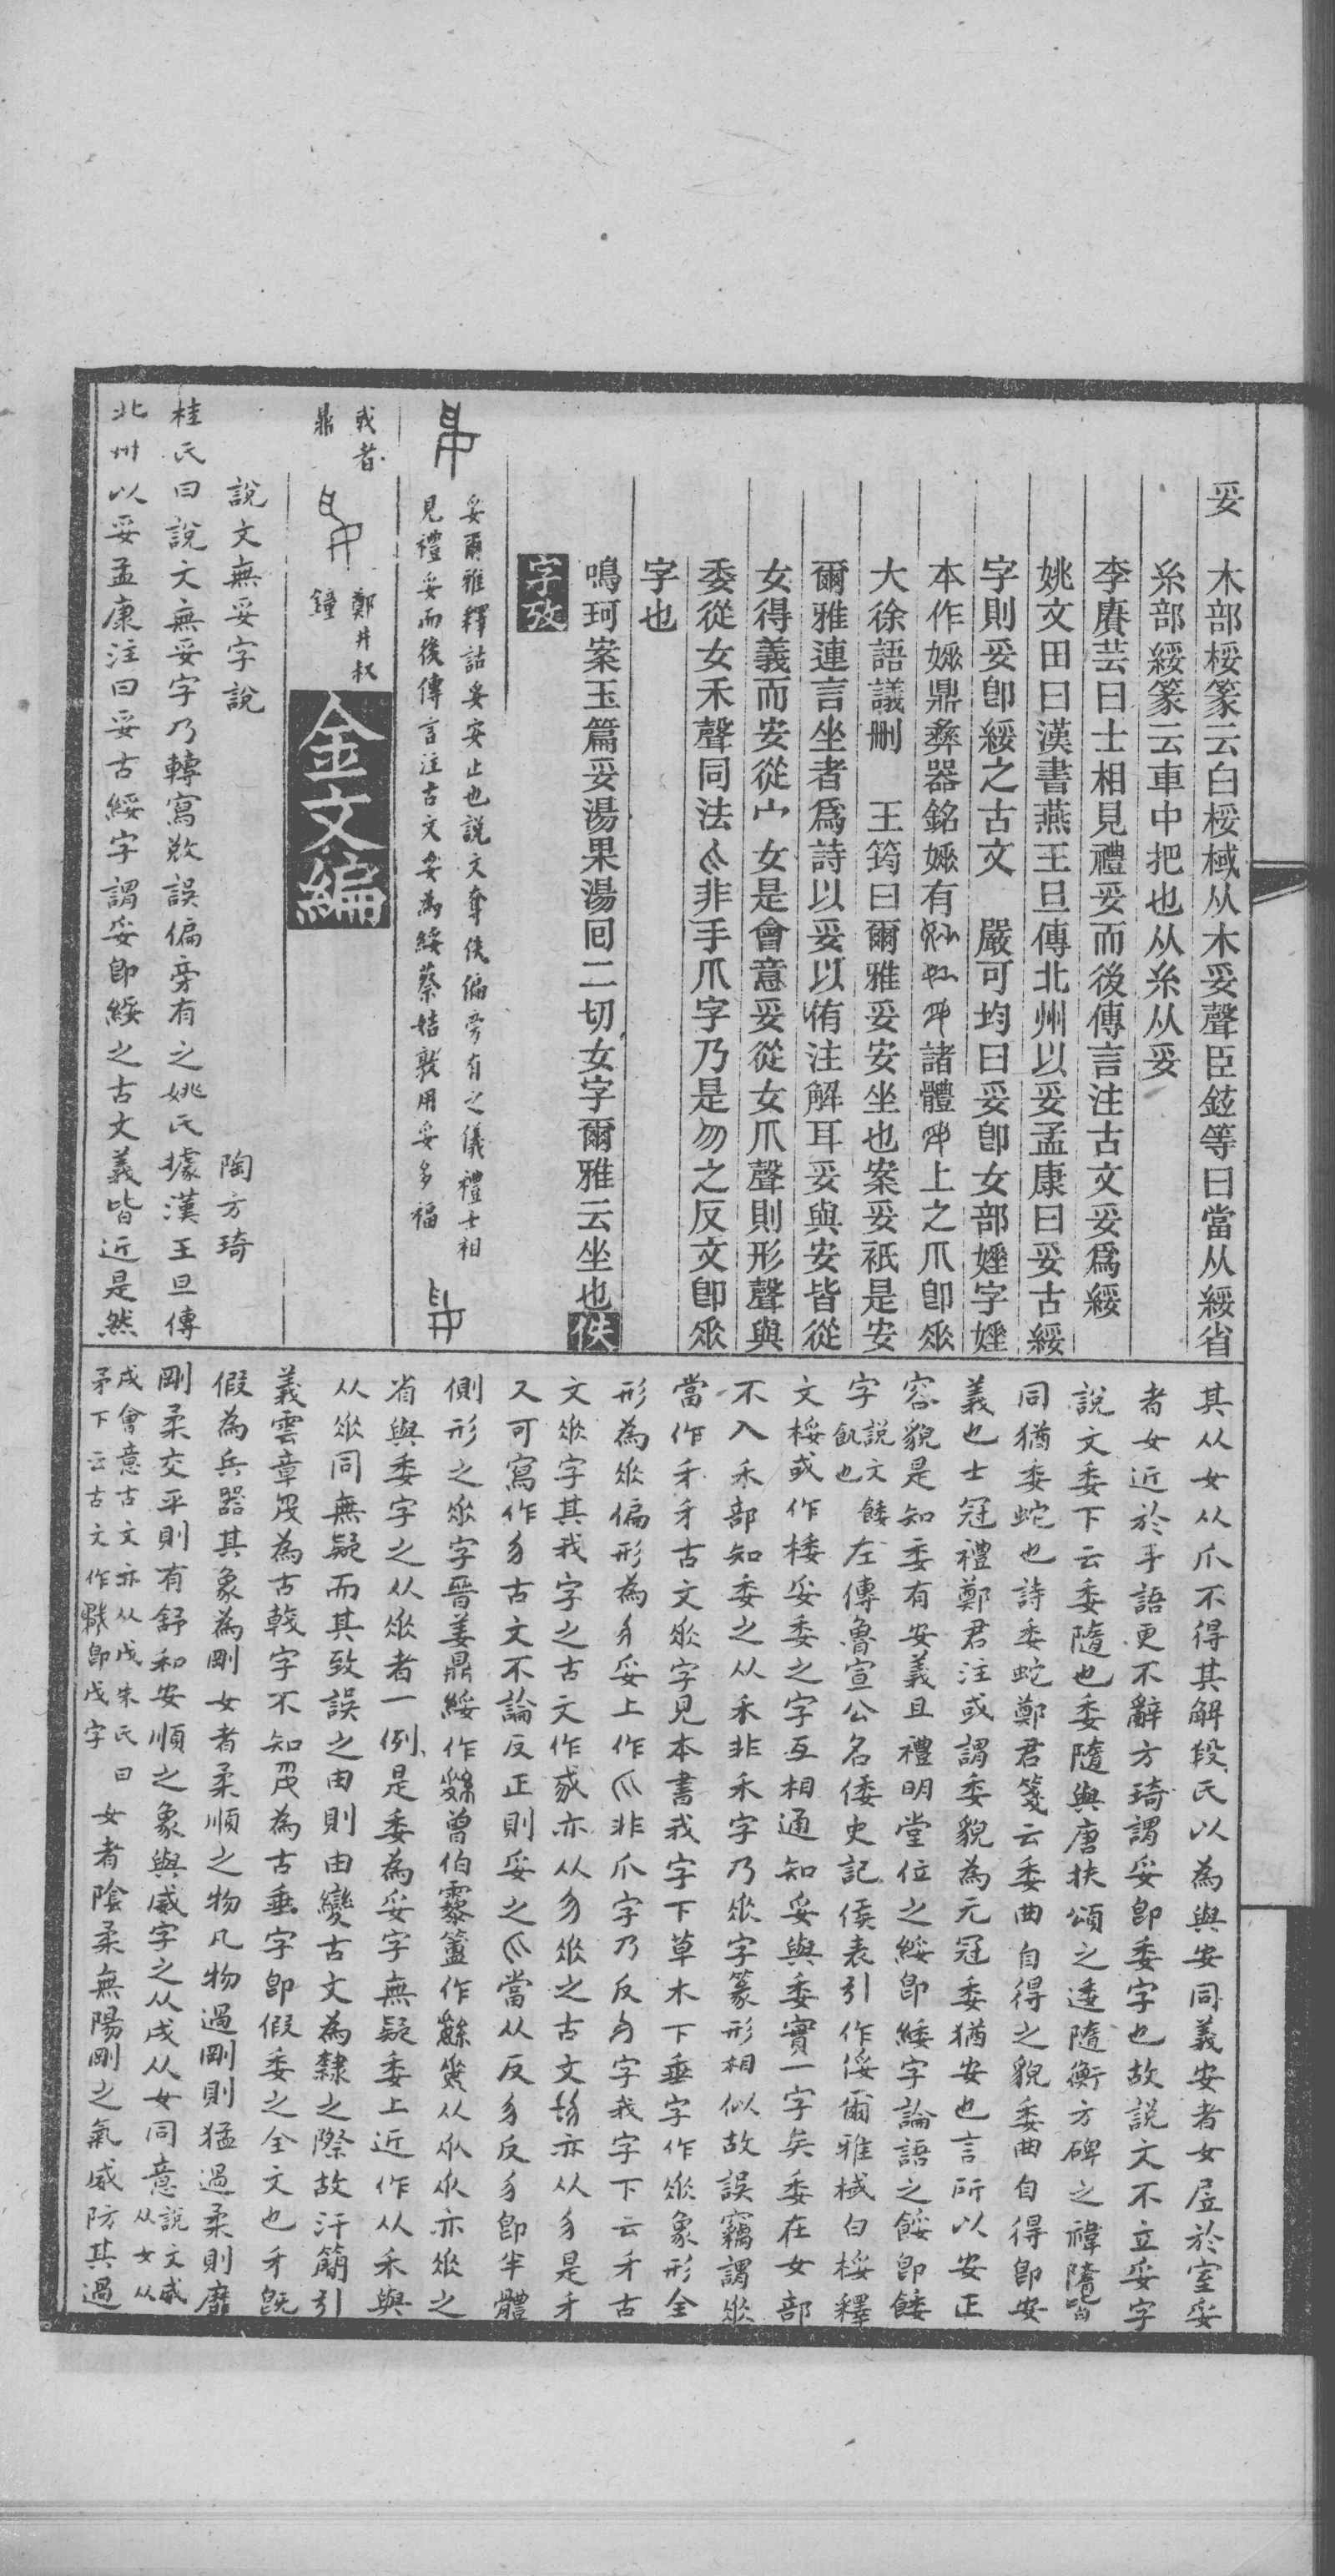 妥
木部桵篆云白桵棫从木妥聲臣鉉等曰當从綏省
糸部綏篆云車中把也从糸从妥
李賡芸曰士相見禮妥而後傳言注古文妥爲綏
姚文田曰漢書燕王旦傳北州以妥孟康曰妥古綏
字則妥卽綏之古文　嚴可均曰妥卽女部婑字婑
本作鼎彝器銘有諸體上之爪卽𠂹
大徐語議刪　王筠曰爾雅妥安坐也案妥祇是安
爾雅連言坐者爲詩以妥以侑注解耳妥與安皆從
女得義而安從宀女是會意妥從女爪聲則形聲與
委從女禾聲同法非手爪字乃是勿之反文卽𠂹
字也
鳴珂案玉篇妥湯果湯回二切女字爾雅云坐也佚
字攷
妥爾雅釋詁妥安止也説文奪佚偏旁有之儀禮士相
見禮妥而後傳言注古文妥為綏蔡姞敦用妥多福
或者
鼎
鄭井叔
鐘
金文編
說文無妥字說　陶方琦
桂氏曰說文無妥字乃轉寫敚誤偏旁有之姚氏據漢王旦傳
北州以妥孟康注曰妥古綏字謂妥卽綏之古文義皆近是然
其从女从爪不得其解段氏以為與安同義安者女居於室妥
者女近於手語更不辭方琦謂妥卽委字也故説文不立妥字
説文委下云委隨也委隨與唐扶頌之逶隨衡方碑之禕隋皆
同猶委蛇也詩委蛇鄭君箋云委曲自得之貌委曲自得卽安
義也士冠禮鄭君注或謂委貌為元冠委猶安也言所以安正
容貌是知委有安義且禮明堂位之綏卽緌字論語之餒卽餧
字説文餧飢也左傳魯宣公名倭史記矦表引作俀爾雅棫白桵釋
文桵或作楼妥委之字互相通知妥與委實一字矣委在女部
不入禾部知委之从禾非禾字乃𠂹字篆形相似故誤竊謂𠂹
當作古文𠂹字見本書我字下草木下垂字作𠂹象形全
形為𠂹偏形為妥上作爫非爪字乃反字我字下云古
文𠂹字其我字之古文作亦从𠂹之古文亦从是
又可寫作古文不論反正則妥之爫當从反反卽半體
側形之𠂹字晉姜鼎綏作曾伯霥簠作从亦𠂹之
省與委字之从𠂹者一例是委為妥字無疑委上近作从禾與
从𠂹同無疑而其致誤之由則由變古文為隸之際故汗簡引
義雲章為古戟字不知為古垂字卽假委之全文也旣
假為兵器其象為剛女者柔順之物凡物過剛則猛過柔則靡
剛柔交平則有舒和安順之象與威字之从戌从女同意説文威从女从
戌會意古文亦从戊朱氏曰女者陰柔無陽剛之氣威防其過
矛下云古文作卽戊字